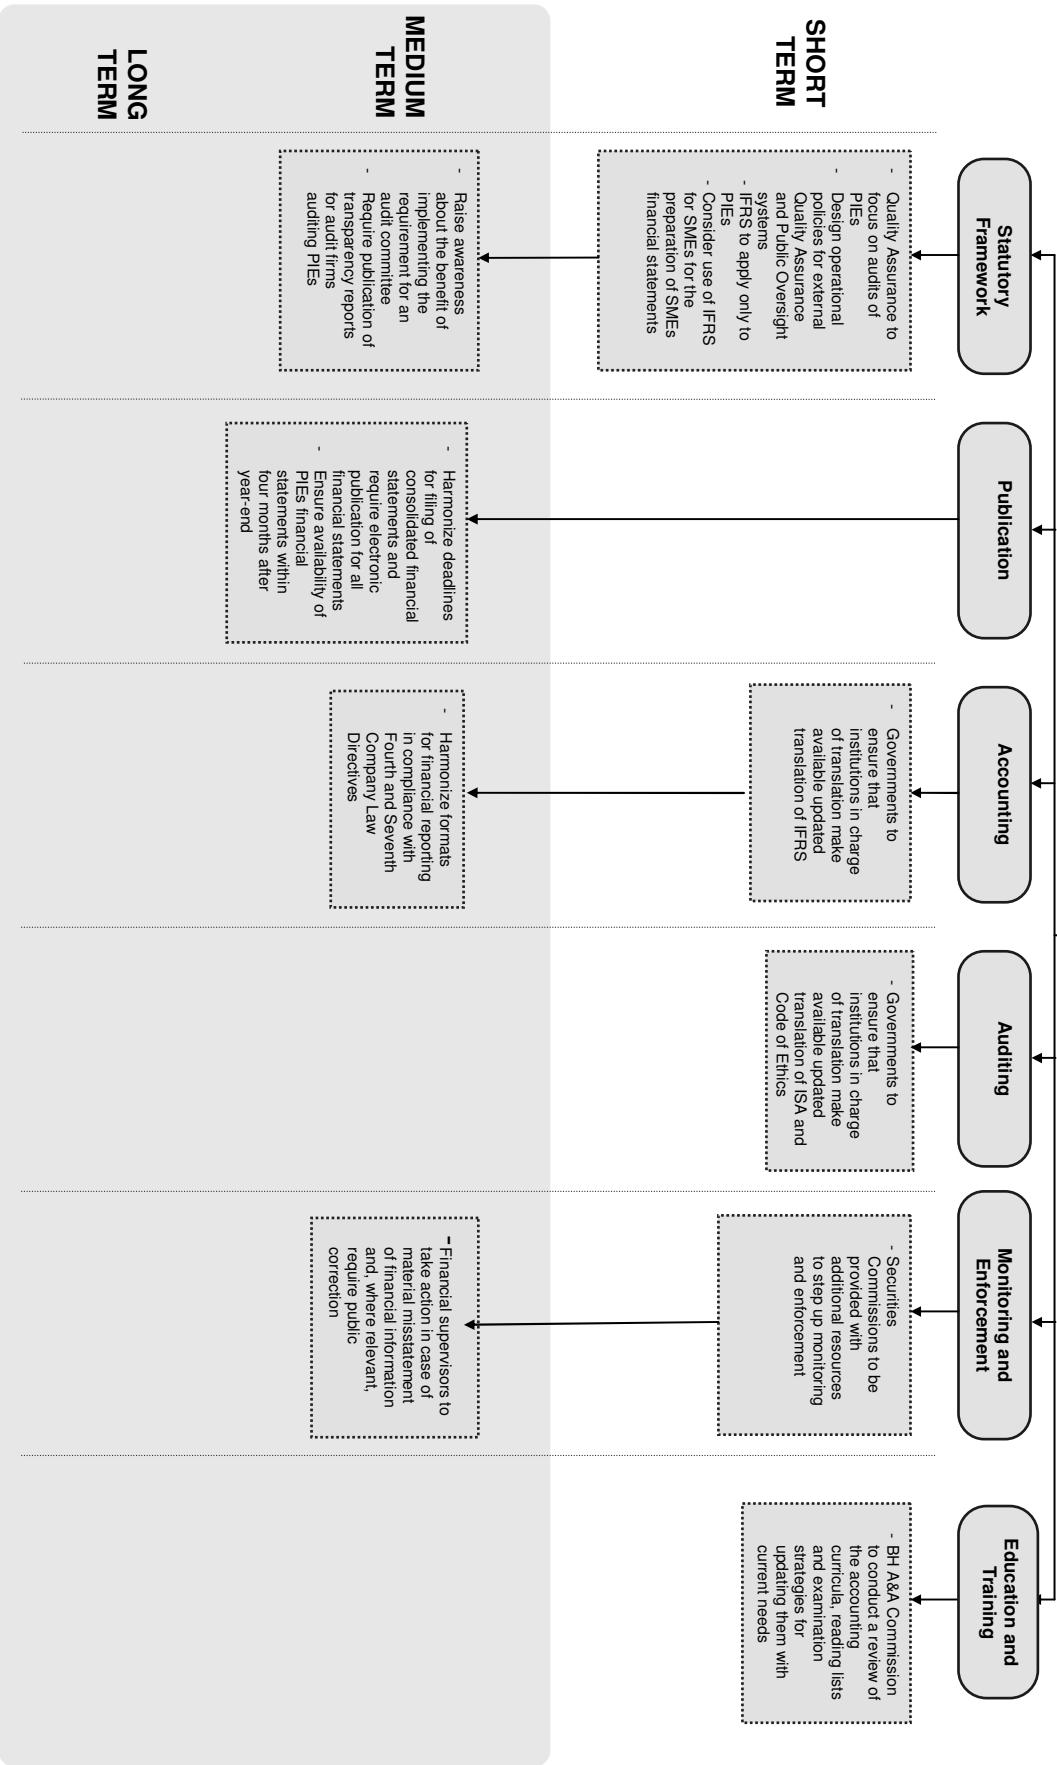 Statutory
Framework
Publication
Accounting
Auditing
Monitoring and
Enforcement
Education and
Training
SHORT
TERM
- Quality Assurance to
focus on audits of
PIEs
- Design operational
policies for external
Quality Assurance
and Public Oversight
systems
- IFRS to apply only to
PIEs
- Consider use of IFRS
for SMEs for the
preparation of SMEs
financial statements
- Governments to
ensure that
institutions in charge
of translation make
available updated
translation of IFRS
- Governments to
ensure that
institutions in charge
of translation make
available updated
translation of ISA and
Code of Ethics
- Securities
Commissions to be
provided with
additional resources
to step up monitoring
and enforcement
- BH A&A Commission
to conduct a review of
the accounting
curricula, reading lists
and examination
strategies for
updating them with
current needs
MEDIUM
TERM
- Raise awareness
about the benefit of
implementing the
requirement for an
audit committee
- Require publication of
transparency reports
for audit firms
auditing PIEs
- Harmonize deadlines
for filing of
consolidated financial
statements and
require electronic
publication for all
financial statements
- Ensure availability of
PIEs financial
statements within
four months after
year-end
- Harmonize formats
for financial reporting
in compliance with
Fourth and Seventh
Company Law
Directives
- Financial supervisors to
take action in case of
material misstatement
of financial information
and, where relevant,
require public
correction
LONG
TERM